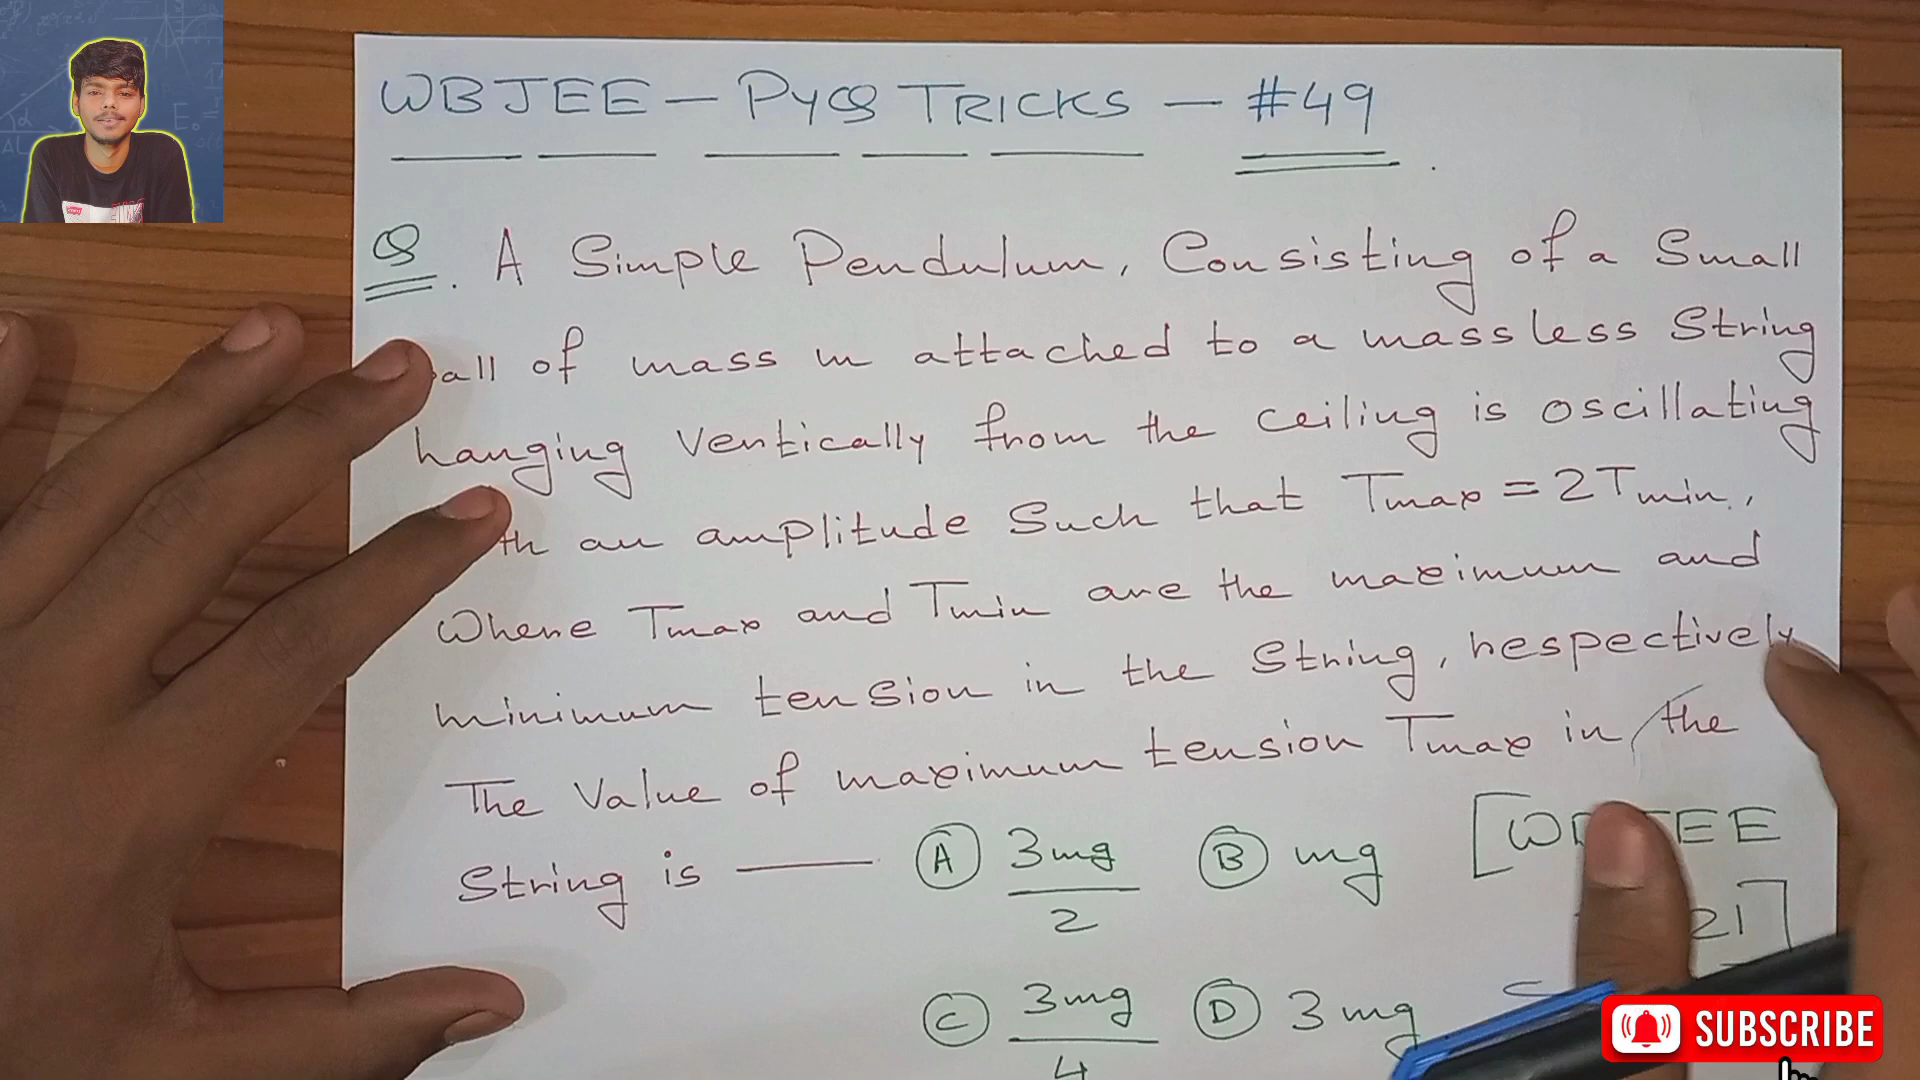 WBJEE - PYQ TRICKS - #49
Q. A Simple Pendulum, Consisting of a Small
all of mass m attached to a massless String
hanging vertically from the ceiling is oscillating
th an amplitude Such that Tmax = 2Tmin.,
Where Tmax and Tmin are the maximum and
minimum tension in the String, respectively
The Value of maximum tension Tmax in the
String is — (A) 3mg/2 (B) mg [WB EE
21]
(C) 3mg/4 (D) 3mg
SUBSCRIBE